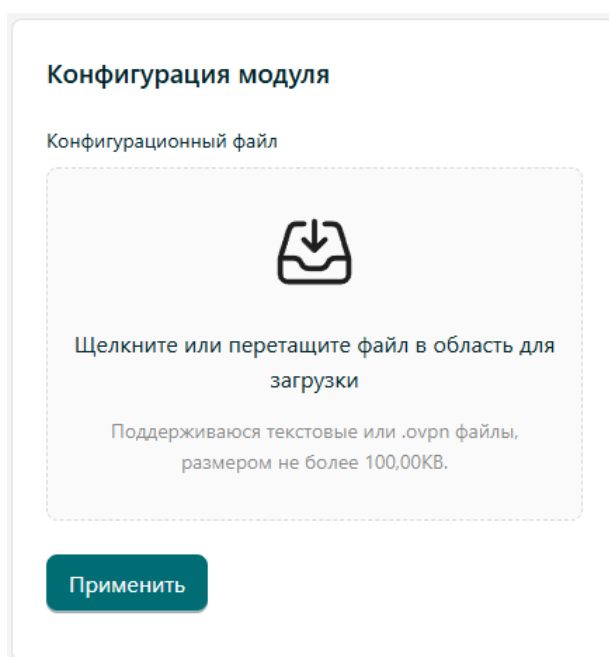 Конфигурация модуля
Конфигурационный файл
Щелкните или перетащите файл в область для
загрузки
Поддерживаюся текстовые или .ovpn файлы,
размером не более 100,00KB.
Применить